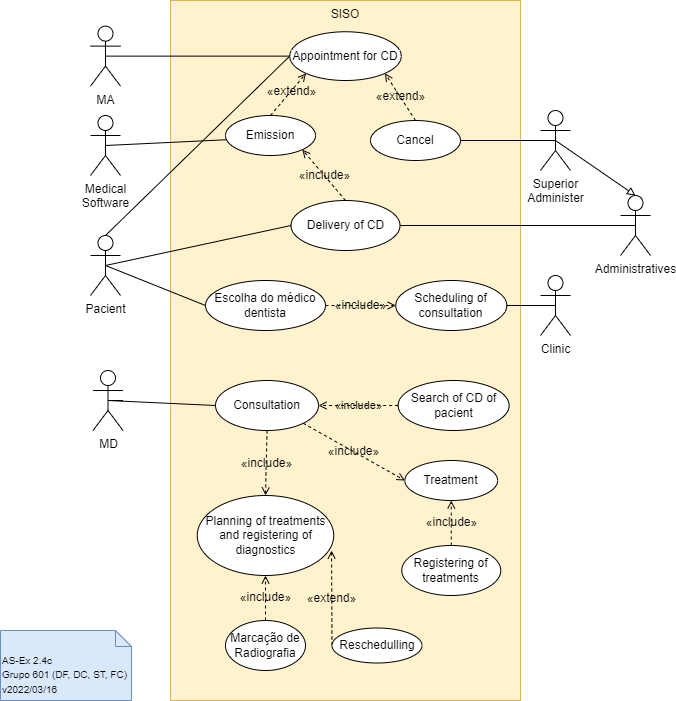 SISO
Appointment for CD
MA
«extend»
«extend»
Emission
Cancel
Medical
Software
Superior
Administer
«include»
Delivery of CD
Administratives
Pacient
Escolha do médico
dentista
«include»
Scheduling of
consultation
Clinic
MD
Consultation
«include»
Search of CD of
pacient
«include»
«include»
Treatment
Planning of treatments
and registering of
diagnostics
«include»
Registering of
treatments
«include»
«extend»
Marcação de
Radiografia
Reschedulling
AS-Ex 2.4c
Grupo 601 (DF, DC, ST, FC)
v2022/03/16